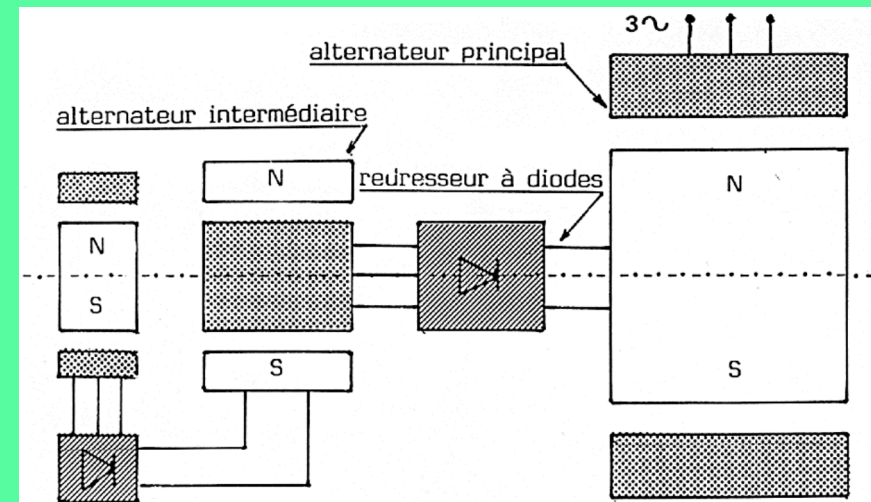 3∿
alternateur principal
alternateur intermédiaire
N
redresseur à diodes
N
N
S
S
S